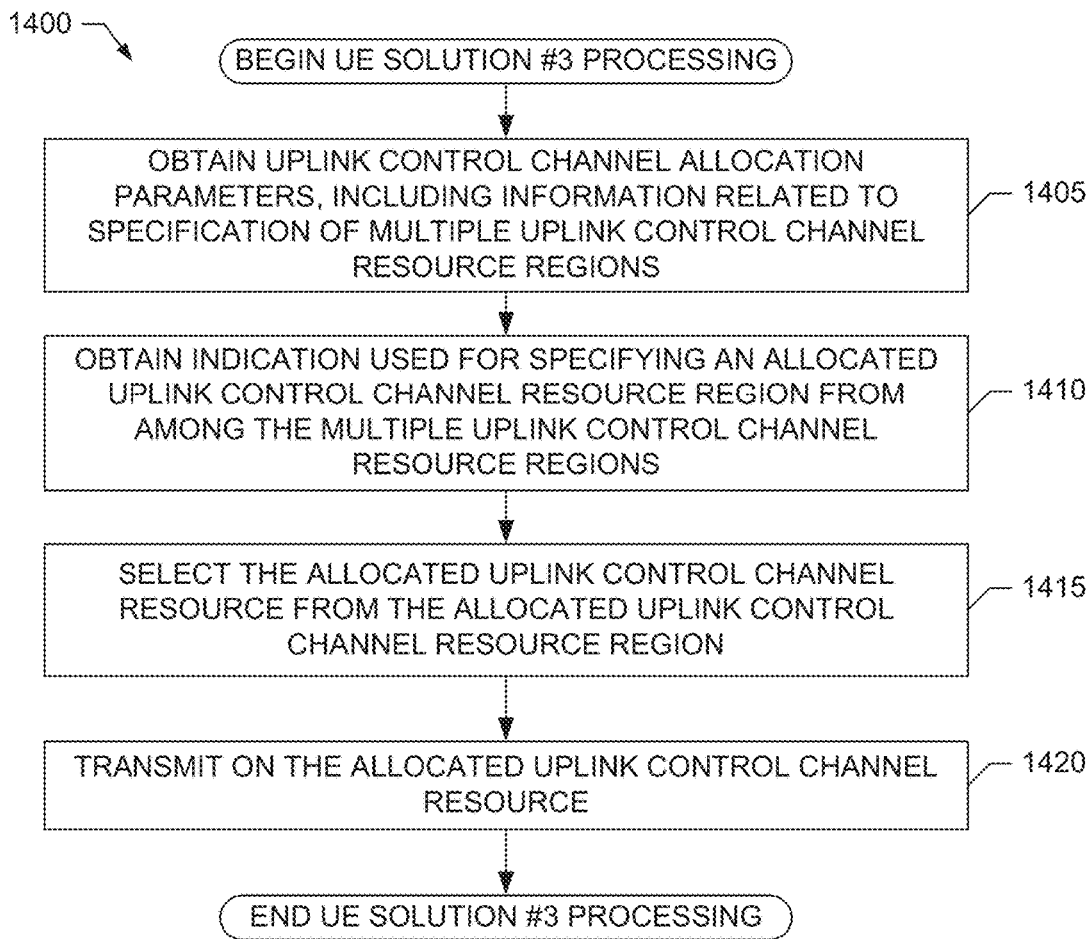 1400
BEGIN UE SOLUTION #3 PROCESSING
OBTAIN UPLINK CONTROL CHANNEL ALLOCATION
PARAMETERS, INCLUDING INFORMATION RELATED TO
SPECIFICATION OF MULTIPLE UPLINK CONTROL CHANNEL
RESOURCE REGIONS
1405
OBTAIN INDICATION USED FOR SPECIFYING AN ALLOCATED
UPLINK CONTROL CHANNEL RESOURCE REGION FROM
AMONG THE MULTIPLE UPLINK CONTROL CHANNEL
RESOURCE REGIONS
1410
SELECT THE ALLOCATED UPLINK CONTROL CHANNEL
RESOURCE FROM THE ALLOCATED UPLINK CONTROL
CHANNEL RESOURCE REGION
1415
TRANSMIT ON THE ALLOCATED UPLINK CONTROL CHANNEL
RESOURCE
1420
END UE SOLUTION #3 PROCESSING